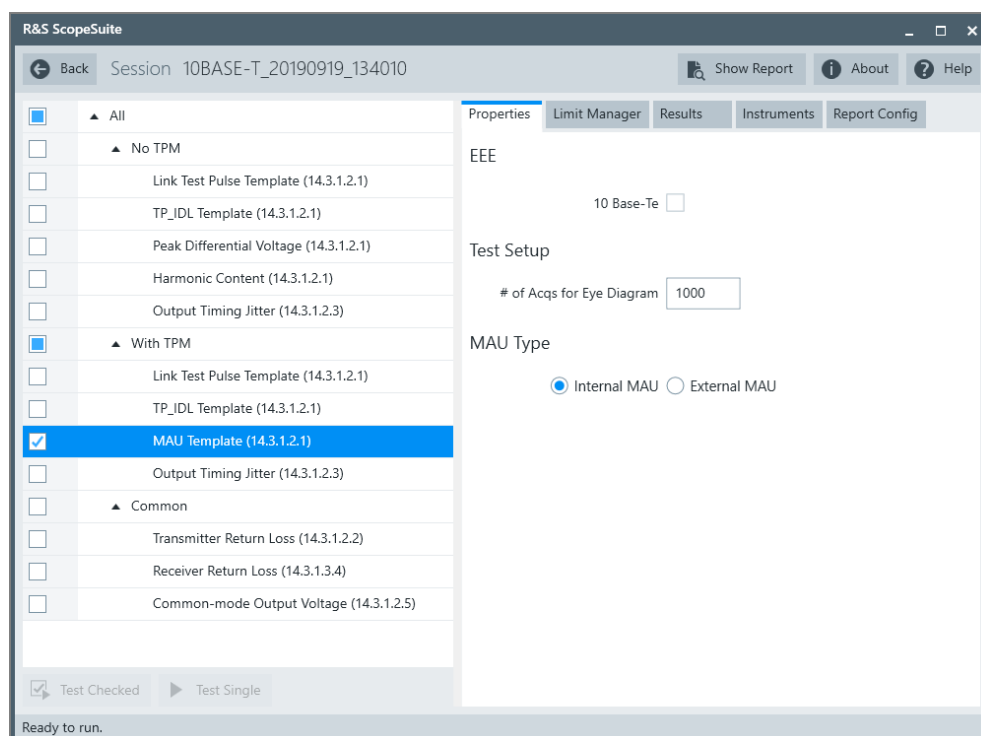 R&S ScopeSuite
Back Session 10BASE-T_20190919_134010 Show Report About Help
All
No TPM
Link Test Pulse Template (14.3.1.2.1)
TP_IDL Template (14.3.1.2.1)
Peak Differential Voltage (14.3.1.2.1)
Harmonic Content (14.3.1.2.1)
Output Timing Jitter (14.3.1.2.3)
With TPM
Link Test Pulse Template (14.3.1.2.1)
TP_IDL Template (14.3.1.2.1)
MAU Template (14.3.1.2.1)
Output Timing Jitter (14.3.1.2.3)
Common
Transmitter Return Loss (14.3.1.2.2)
Receiver Return Loss (14.3.1.3.4)
Common-mode Output Voltage (14.3.1.2.5)
Test Checked Test Single
Properties Limit Manager Results Instruments Report Config
EEE
10 Base-Te
Test Setup
# of Acqs for Eye Diagram 1000
MAU Type
Internal MAU External MAU
Ready to run.